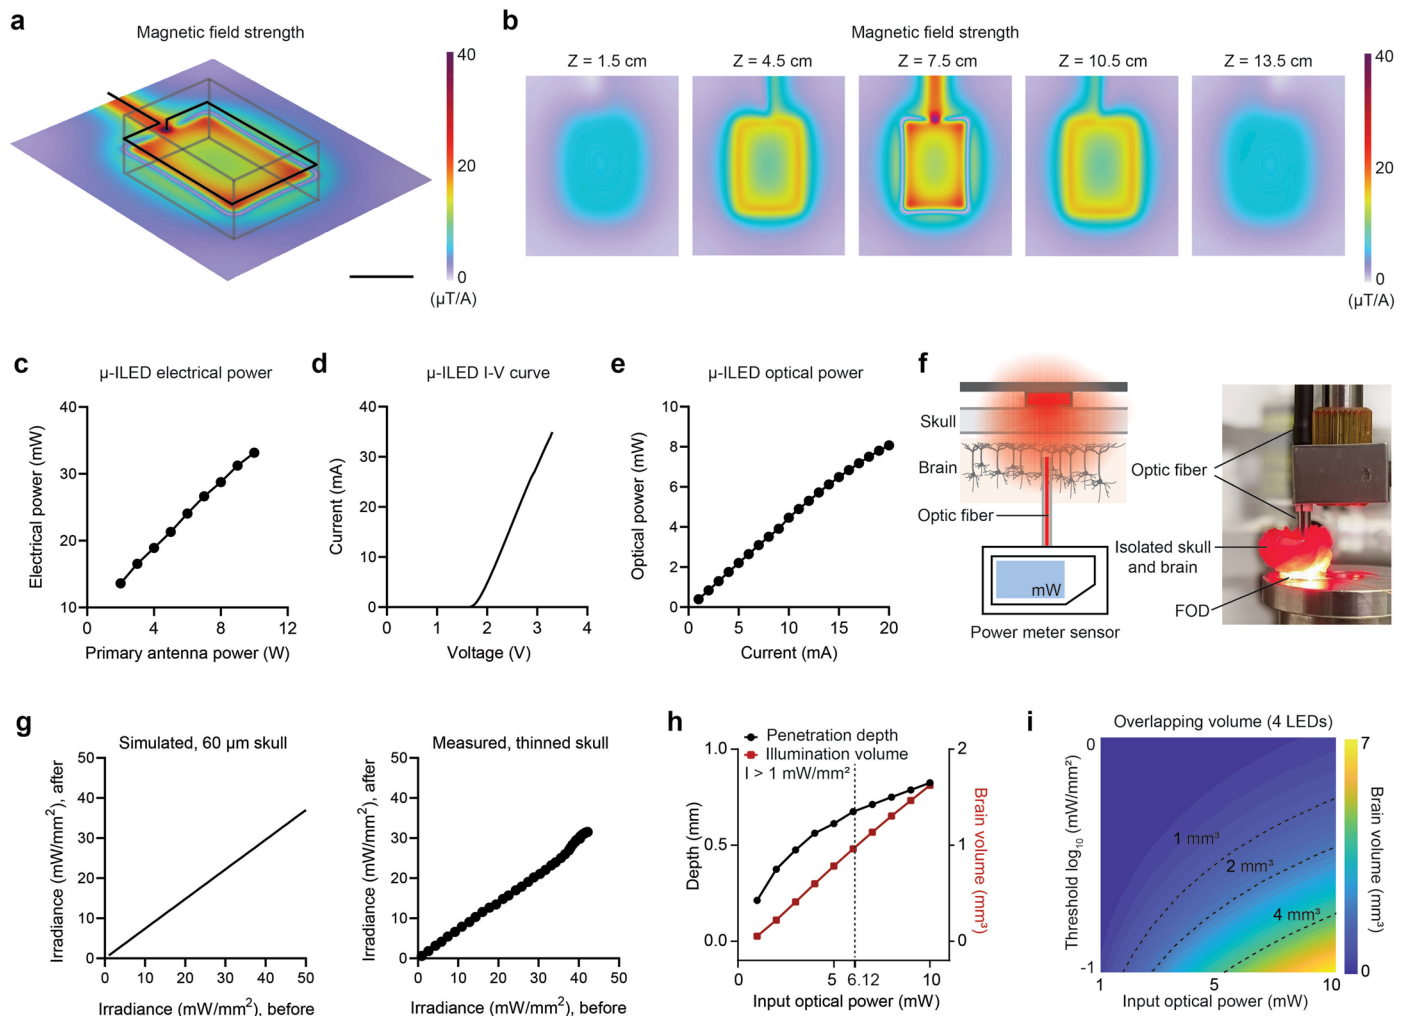 a
Magnetic field strength
40
20
0
(µT/A)
b
Magnetic field strength
Z = 1.5 cm
Z = 4.5 cm
Z = 7.5 cm
Z = 10.5 cm
Z = 13.5 cm
40
20
0
(µT/A)
c
µ-ILED electrical power
Electrical power (mW)
40
30
20
10
0 4 8 12
Primary antenna power (W)
d
µ-ILED I-V curve
Current (mA)
40
30
20
10
0
0 1 2 3 4
Voltage (V)
e
µ-ILED optical power
Optical power (mW)
10
8
6
4
2
0
0 5 10 15 20
Current (mA)
f
Skull
Brain
Optic fiber
mW
Power meter sensor
Optic fiber
Isolated skull
and brain
FOD
g
Simulated, 60 µm skull
Irradiance (mW/mm²), after
50
40
30
20
10
0
0 10 20 30 40 50
Irradiance (mW/mm²), before
Measured, thinned skull
Irradiance (mW/mm²), after
50
40
30
20
10
0
0 10 20 30 40 50
Irradiance (mW/mm²), before
h
Penetration depth
Illumination volume
I > 1 mW/mm²
Depth (mm)
1.0
0.5
0.0
2
1
0
Brain volume (mm³)
0 5 6.12 10
Input optical power (mW)
i
Overlapping volume (4 LEDs)
Threshold log₁₀ (mW/mm²)
0
-1
1 mm³
2 mm³
4 mm³
1 5 10
Input optical power (mW)
7
0
Brain volume (mm³)